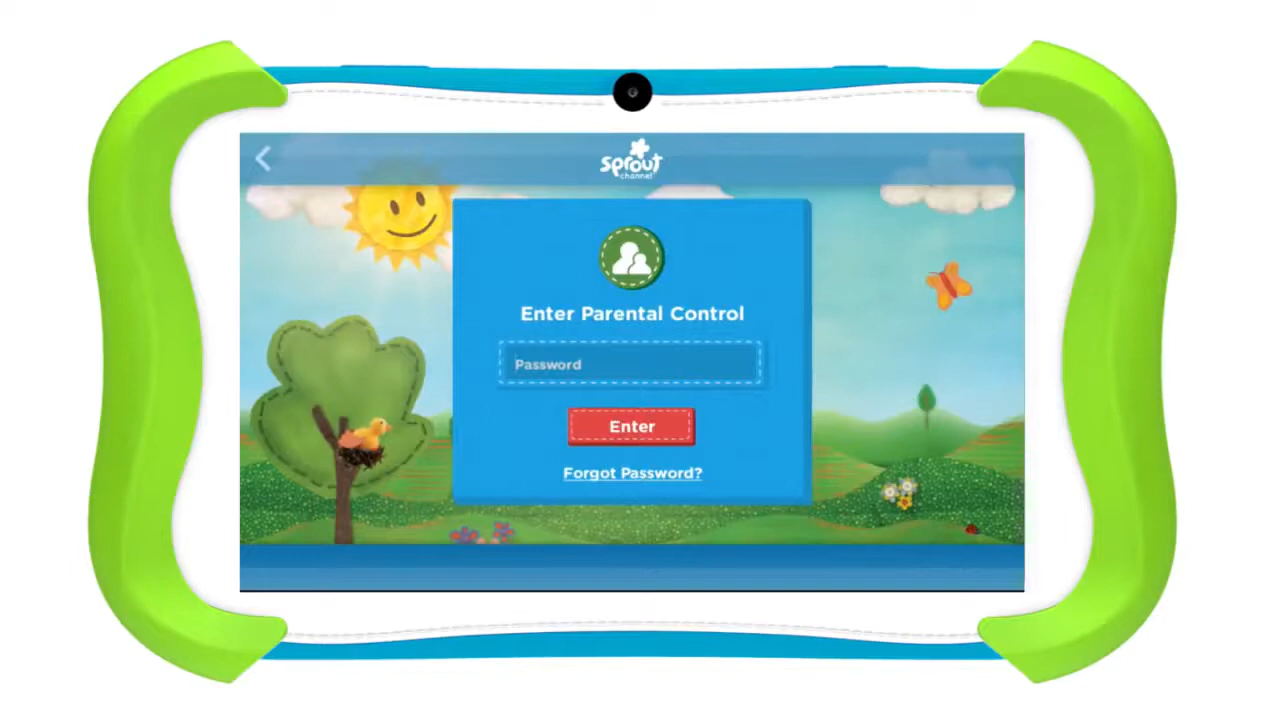 sprout
channel
Enter Parental Control
Password
Enter
Forgot Password?